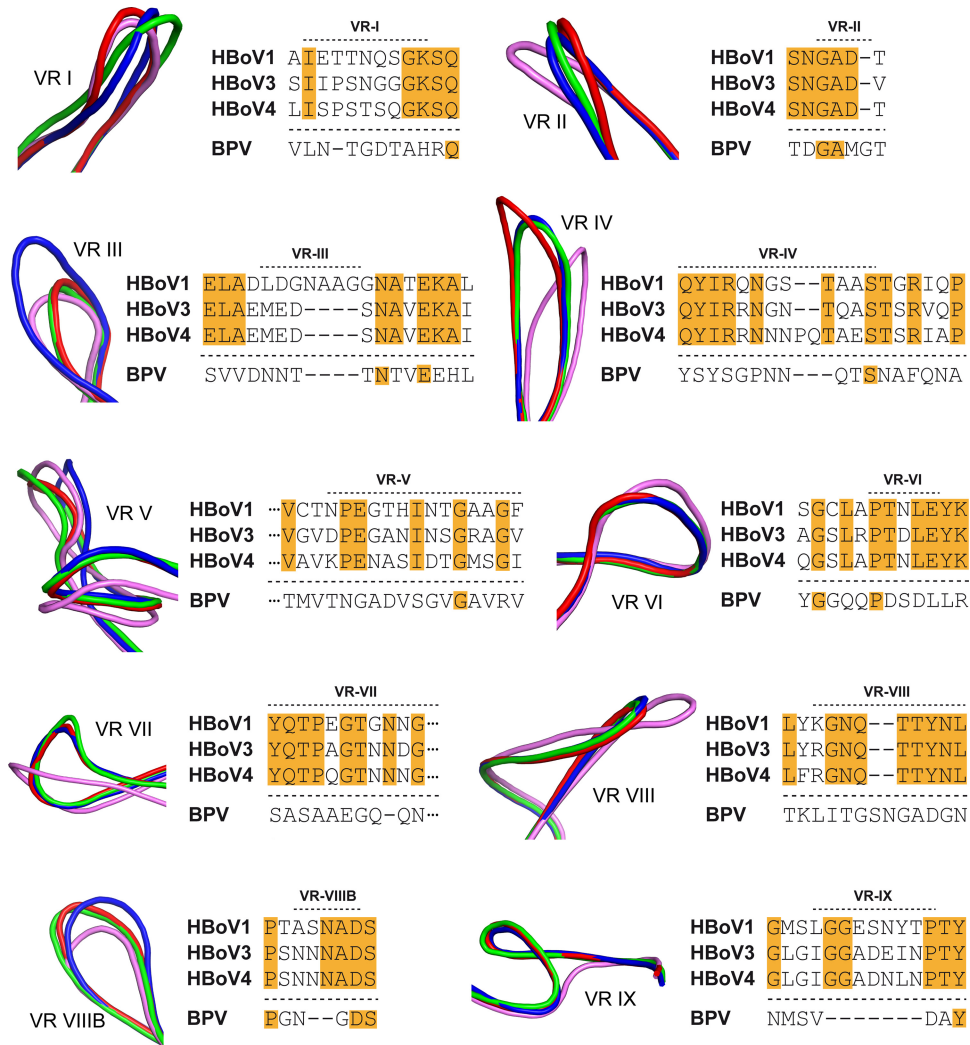 VR I
VR-I
HBoV1 AIETTNQSGKSQ
HBoV3 SIIPSNGGGKSQ
HBoV4 LISPSTSQGKSQ
BPV VLN-TGDTAHRQ
VR II
VR-II
HBoV1 SNGAD-T
HBoV3 SNGAD-V
HBoV4 SNGAD-T
BPV TDGAMGT
VR III
VR-III
HBoV1 ELADLDGNAAGGNATEKAL
HBoV3 ELAEMED----SNAVEKAI
HBoV4 ELAEMED----SNAVEKAI
BPV SVVDNNT----TNTVEEHL
VR IV
VR-IV
HBoV1 QYIRQNGS--TAASTGRIQP
HBoV3 QYIRRNGN--TQASTSRVQP
HBoV4 QYIRRNNNPQTAESTSRIAP
BPV YSYSGPNN---QTSNAFQNA
VR V
VR-V
HBoV1 ···VCTNPEGTHINTGAAGF
HBoV3 ···VGVDPEGANINSGRAGV
HBoV4 ···VAVKPENASIDTGMSGI
BPV ···TMVTNGADVSGVGAVRV
VR VI
VR-VI
HBoV1 SGCLAPTNLEYK
HBoV3 AGSLRPTDLEYK
HBoV4 QGSLAPTNLEYK
BPV YGGQQPDSDLLR
VR VII
VR-VII
HBoV1 YQTPEGTGNNG···
HBoV3 YQTPAGTNNDG···
HBoV4 YQTPQGTNNNG···
BPV SASAAEGQ-QN···
VR VIII
VR-VIII
HBoV1 LYKGNQ--TTYNL
HBoV3 LYRGNQ--TTYNL
HBoV4 LFRGNQ--TTYNL
BPV TKLITGSNGADGN
VR VIIIB
VR-VIIIB
HBoV1 PTASNNADS
HBoV3 PSNNNNADS
HBoV4 PSNNNNADS
BPV PGN--GDS
VR IX
VR-IX
HBoV1 GMSLGGESNYTPTY
HBoV3 GLGIGGADEINPTY
HBoV4 GLGIGGADNLNPTY
BPV NMSV-------DAY